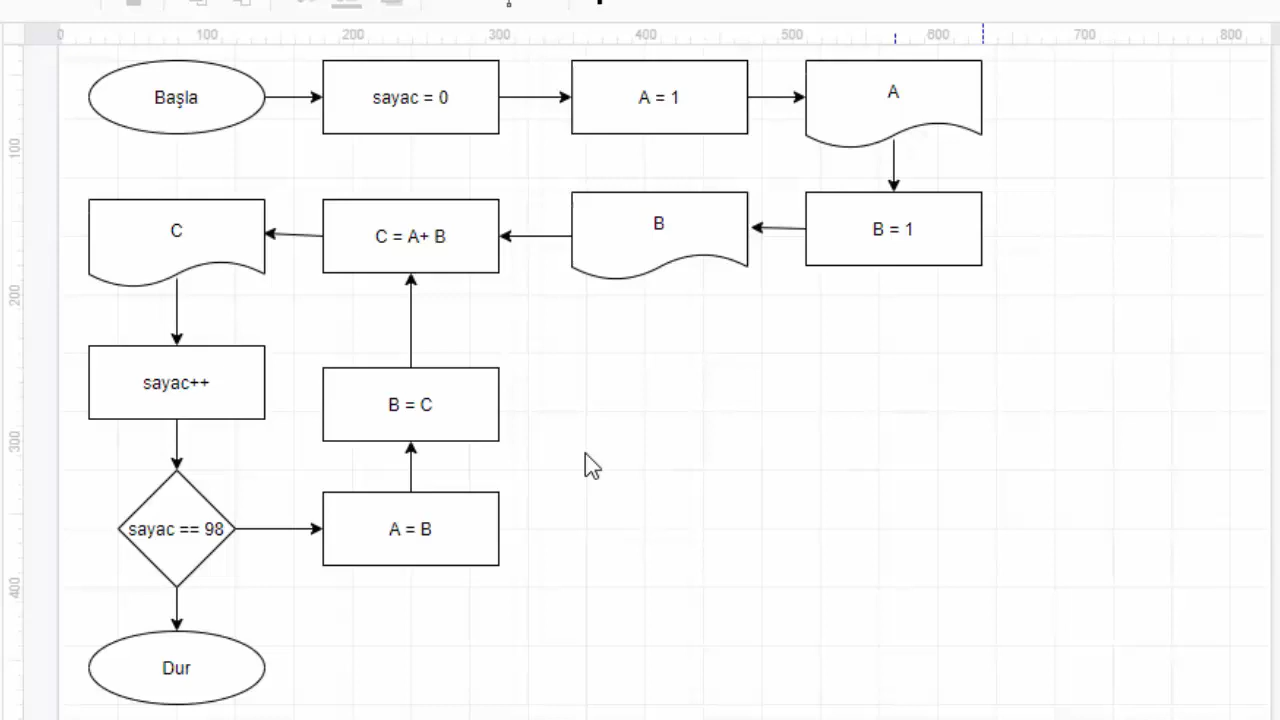 0 100 200 300 400 500 600 700 800
Başla
sayac = 0
A = 1
A
100
C
C = A+ B
B
B = 1
200
sayac++
B = C
300
sayac == 98
A = B
400
Dur